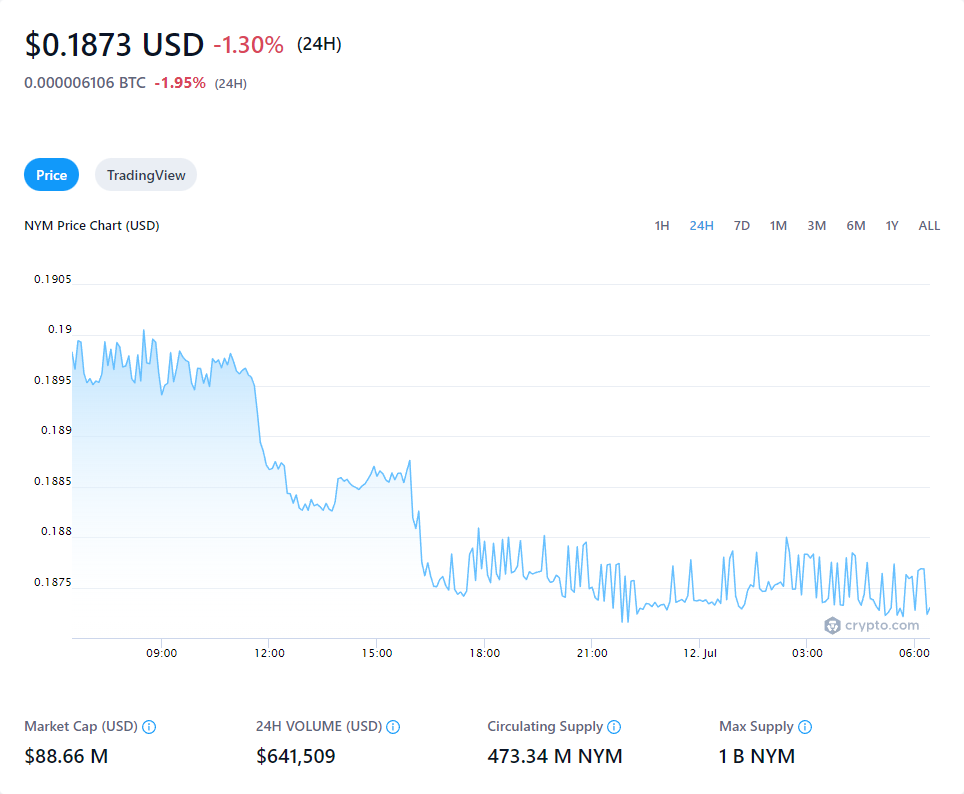 $0.1873 USD -1.30% (24H)
0.000006106 BTC -1.95% (24H)
Price TradingView
NYM Price Chart (USD) 1H 24H 7D 1M 3M 6M 1Y ALL
0.1905
0.19
0.1895
0.189
0.1885
0.188
0.1875
crypto.com
09:00 12:00 15:00 18:00 21:00 12. Jul 03:00 06:00
Market Cap (USD) 24H VOLUME (USD) Circulating Supply Max Supply
$88.66 M $641,509 473.34 M NYM 1 B NYM